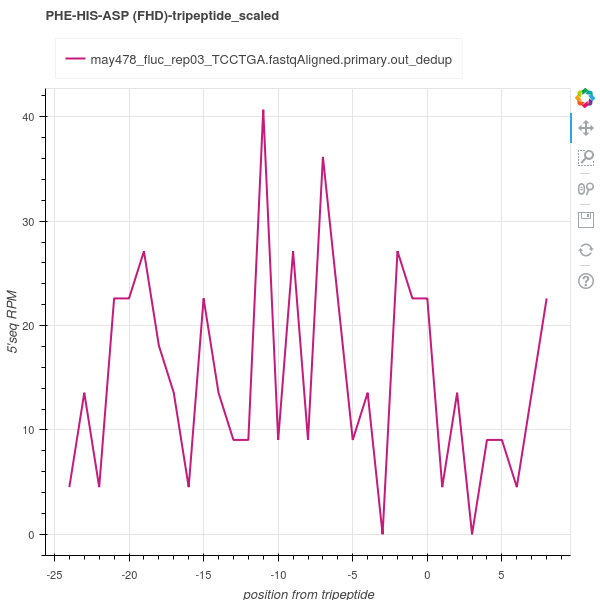 PHE-HIS-ASP (FHD)-tripeptide_scaled
may478_fluc_rep03_TCCTGA.fastqAligned.primary.out_dedup
40
30
20
10
0
5'seq RPM
-25 -20 -15 -10 -5 0 5
position from tripeptide
?